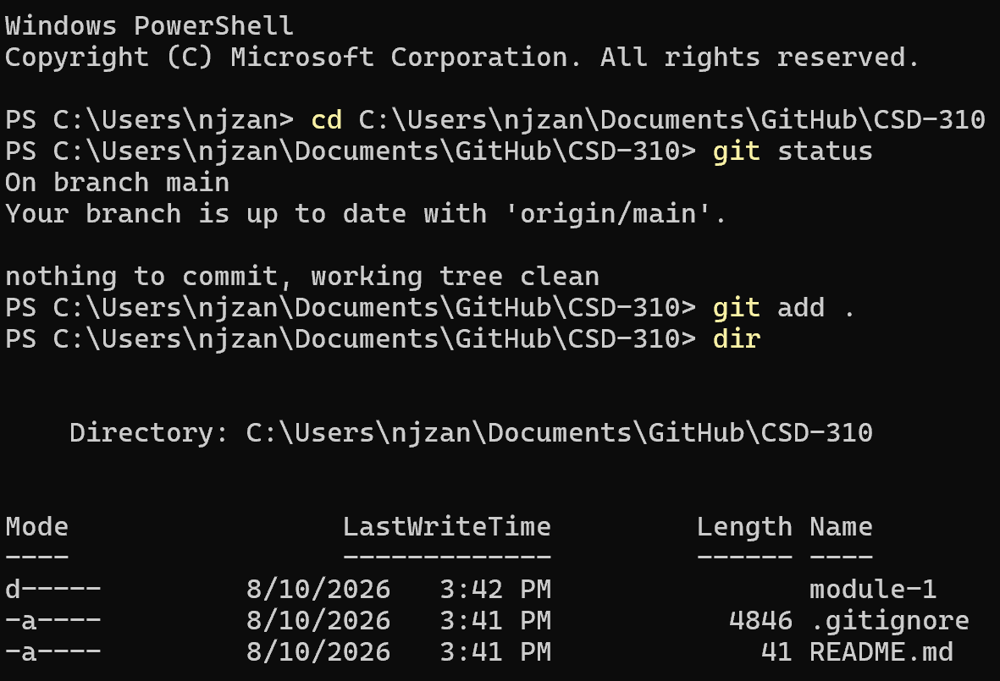 Windows PowerShell
Copyright (C) Microsoft Corporation. All rights reserved.
PS C:\Users\njzan> cd C:\Users\njzan\Documents\GitHub\CSD-310
PS C:\Users\njzan\Documents\GitHub\CSD-310> git status
On branch main
Your branch is up to date with 'origin/main'.
nothing to commit, working tree clean
PS C:\Users\njzan\Documents\GitHub\CSD-310> git add .
PS C:\Users\njzan\Documents\GitHub\CSD-310> dir
Directory: C:\Users\njzan\Documents\GitHub\CSD-310
Mode LastWriteTime Length Name
---- ------------- ------ ----
d----- 8/10/2026 3:42 PM module-1
-a---- 8/10/2026 3:41 PM 4846 .gitignore
-a---- 8/10/2026 3:41 PM 41 README.md